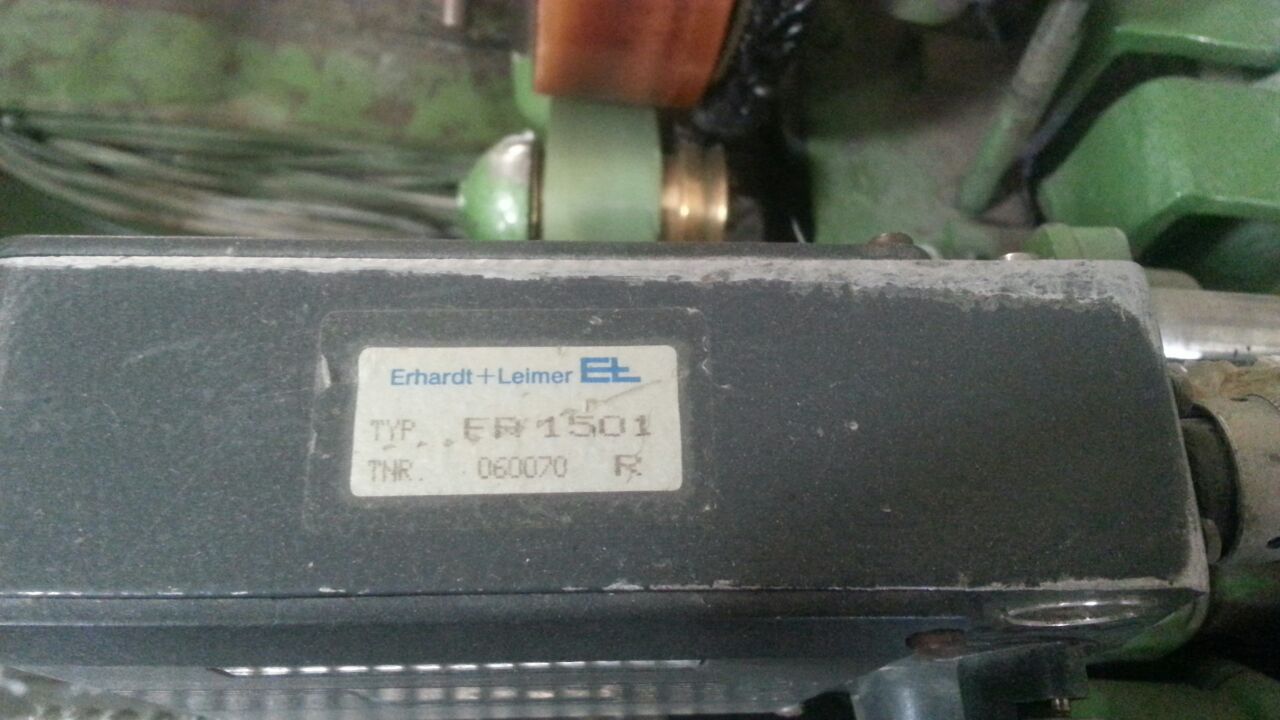 Erhardt+Leimer E+L
TYP. ER 1501
TNR. 060070 R